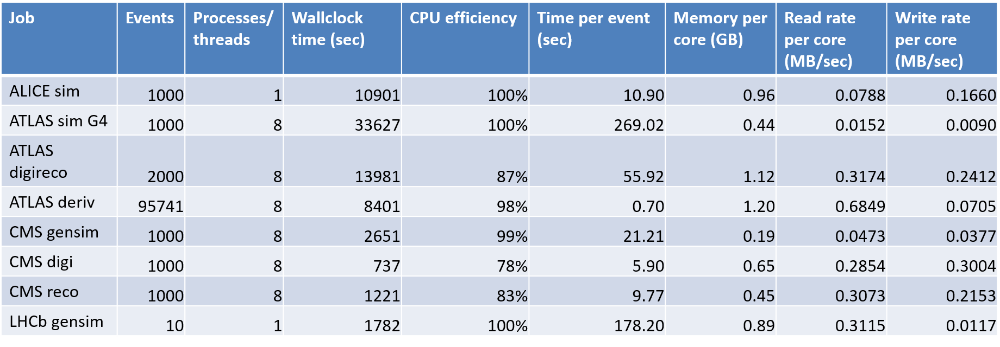 Job Events Processes/ threads Wallclock time (sec) CPU efficiency Time per event (sec) Memory per core (GB) Read rate per core (MB/sec) Write rate per core (MB/sec)
ALICE sim 1000 1 10901 100% 10.90 0.96 0.0788 0.1660
ATLAS sim G4 1000 8 33627 100% 269.02 0.44 0.0152 0.0090
ATLAS digireco 2000 8 13981 87% 55.92 1.12 0.3174 0.2412
ATLAS deriv 95741 8 8401 98% 0.70 1.20 0.6849 0.0705
CMS gensim 1000 8 2651 99% 21.21 0.19 0.0473 0.0377
CMS digi 1000 8 737 78% 5.90 0.65 0.2854 0.3004
CMS reco 1000 8 1221 83% 9.77 0.45 0.3073 0.2153
LHCb gensim 10 1 1782 100% 178.20 0.89 0.3115 0.0117